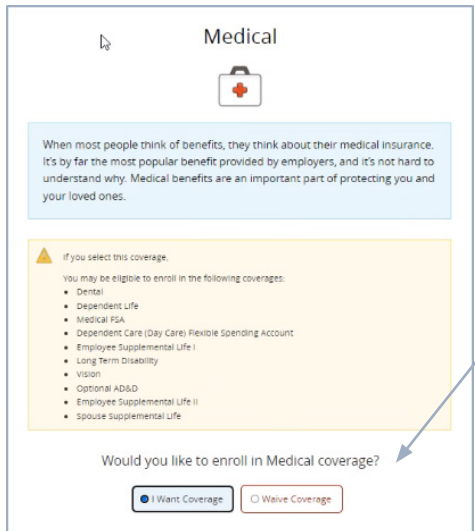 Medical
When most people think of benefits, they think about their medical insurance.
It's by far the most popular benefit provided by employers, and it's not hard to
understand why. Medical benefits are an important part of protecting you and
your loved ones.
If you select this coverage,
You may be eligible to enroll in the following coverages:
• Dental
• Dependent Life
• Medical FSA
• Dependent Care (Day Care) Flexible Spending Account
• Employee Supplemental Life I
• Long Term Disability
• Vision
• Optional AD&D
• Employee Supplemental Life II
• Spouse Supplemental Life
Would you like to enroll in Medical coverage?
I Want Coverage Waive Coverage